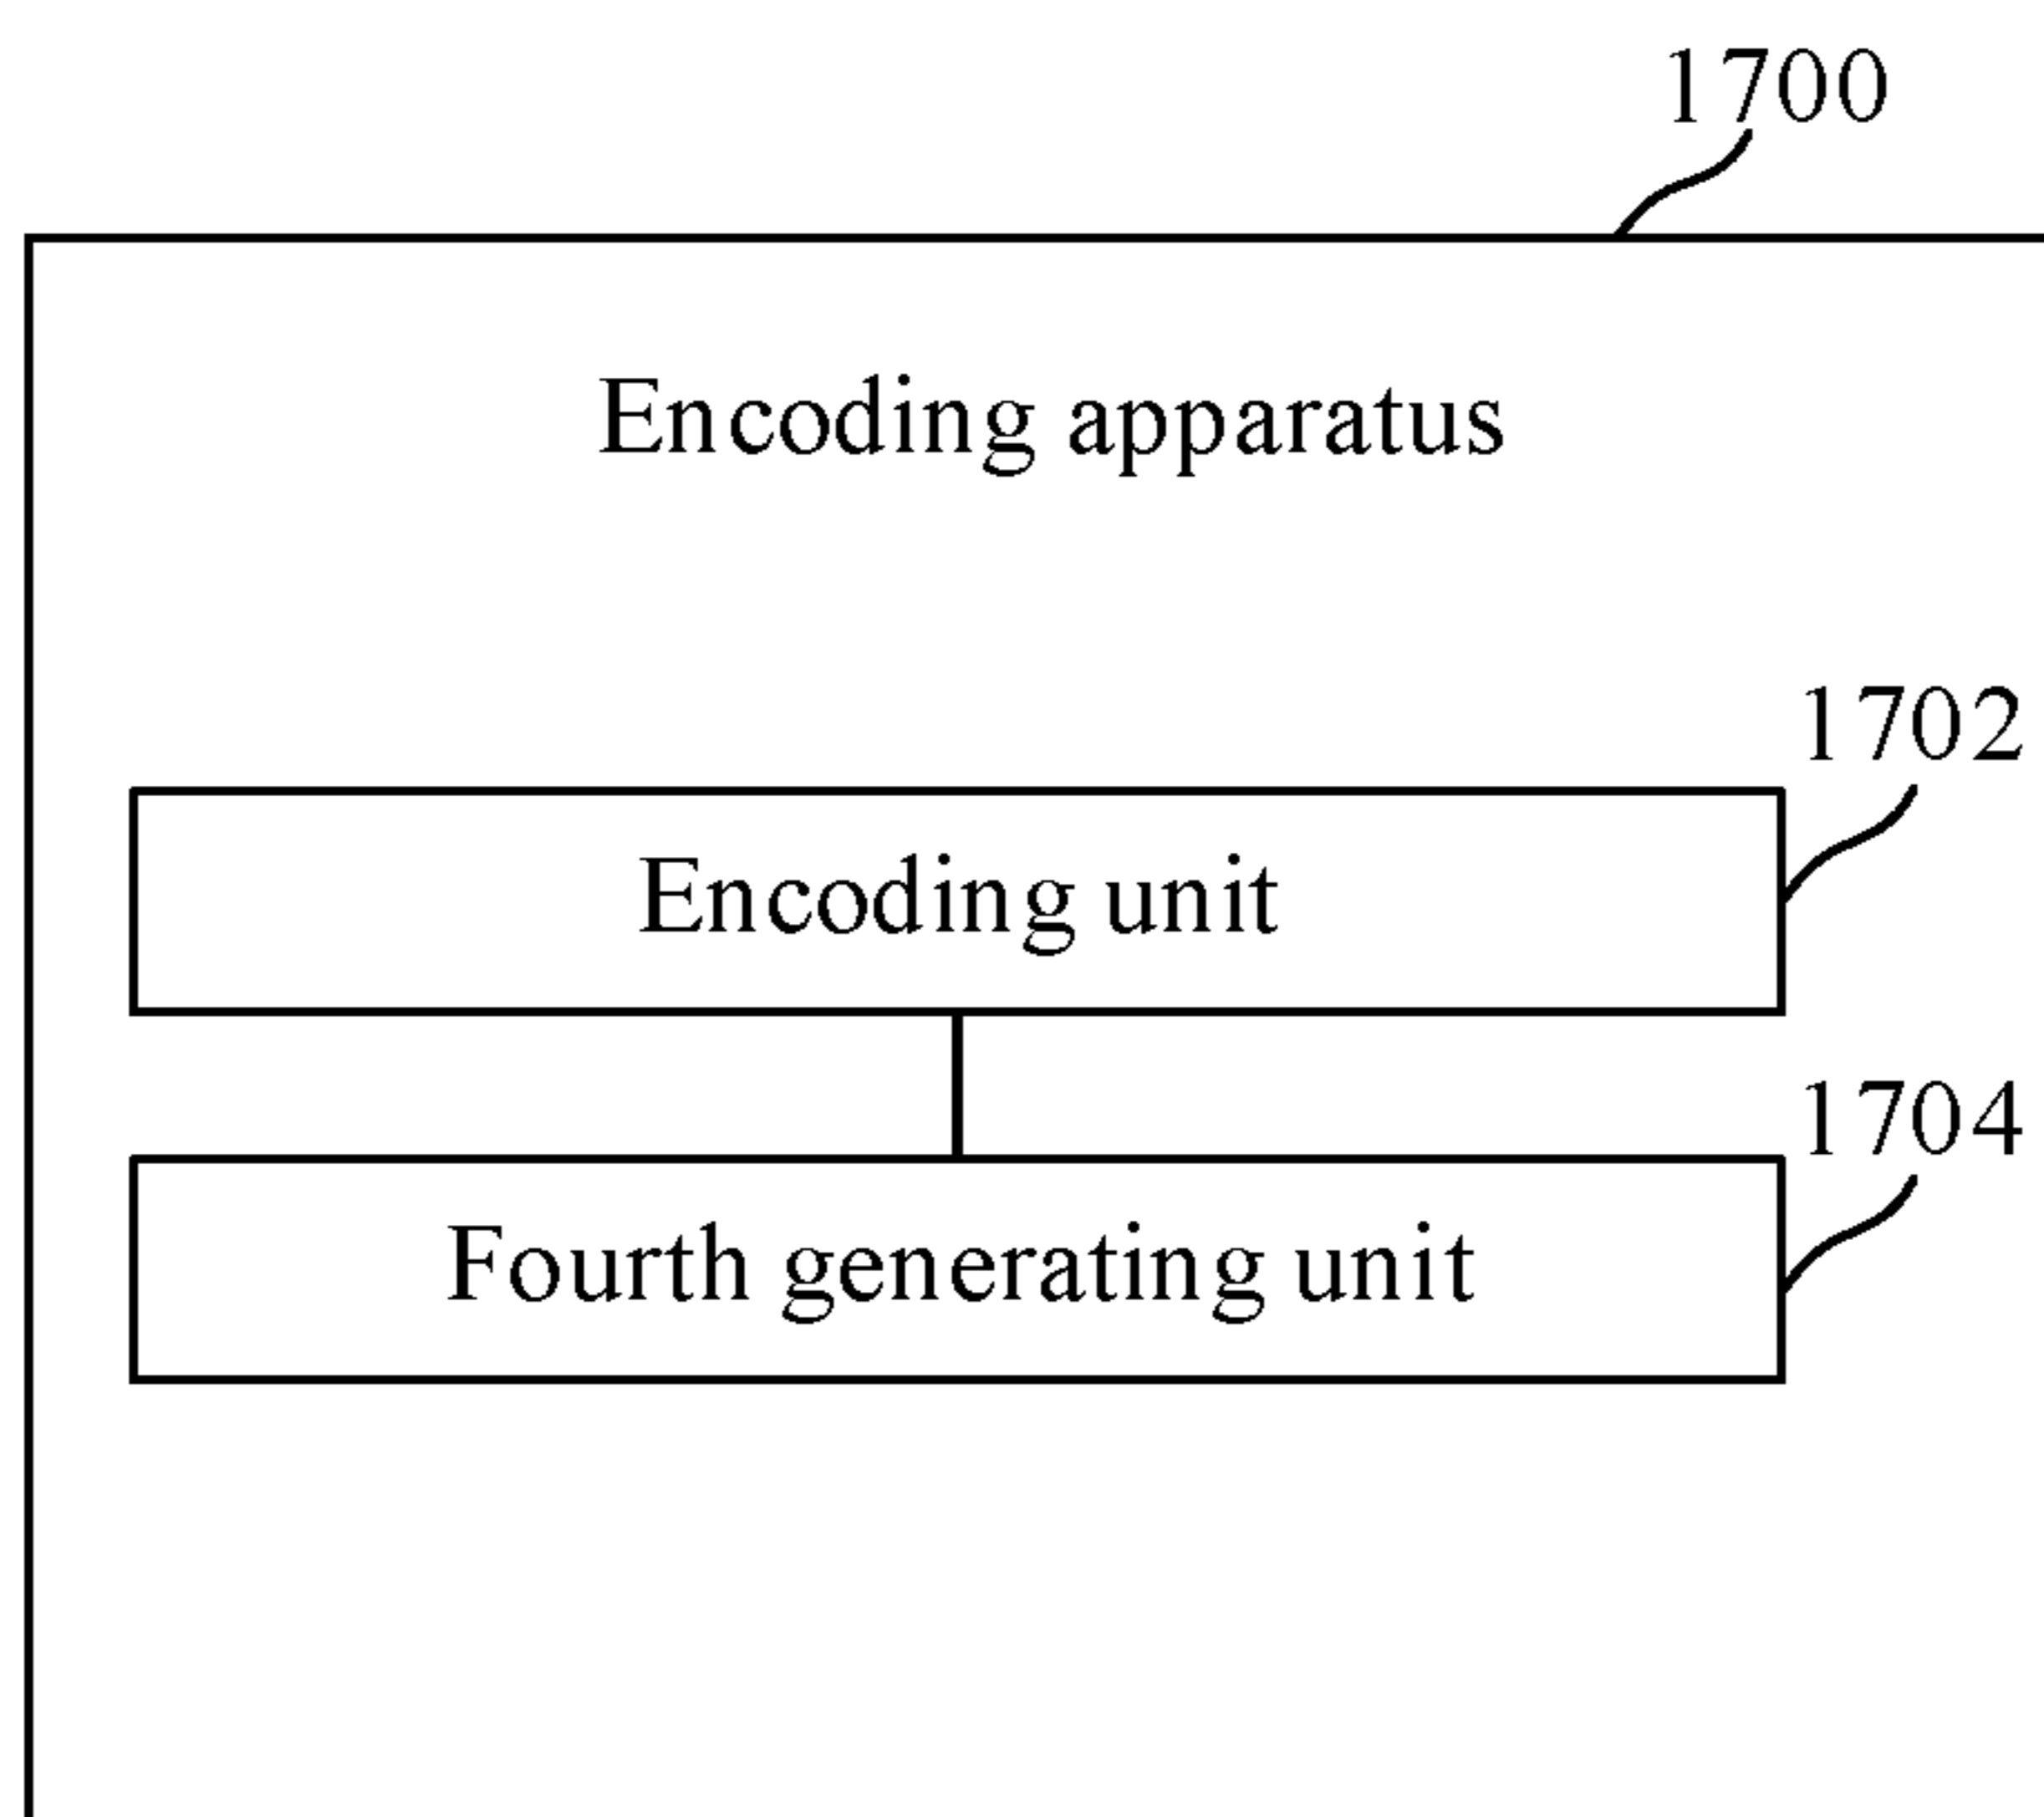 1700
Encoding apparatus
1702
Encoding unit
1704
Fourth generating unit